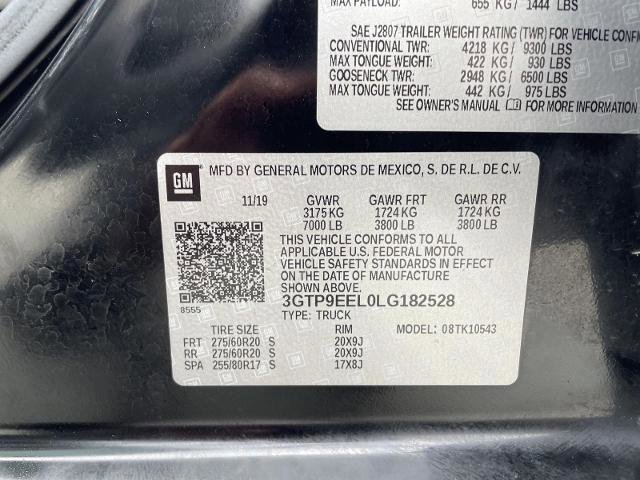 MAX PAYLOAD: 655 KG/ 1444 LBS
SAE J2807 TRAILER WEIGHT RATING (TWR) FOR VEHICLE
CONVENTIONAL TWR: 4218 KG/ 9300 LBS
MAX TONGUE WEIGHT: 422 KG/ 930 LBS
GOOSENECK TWR: 2948 KG/ 6500 LBS
MAX TONGUE WEIGHT: 442 KG/ 975 LBS
SEE OWNER'S MANUAL FOR MORE INFORMATION
GM
MFD BY GENERAL MOTORS DE MEXICO, S. DE R.L. DE C.V.
11/19 GVWR GAWR FRT GAWR RR
3175 KG 1724 KG 1724 KG
7000 LB 3800 LB 3800 LB
THIS VEHICLE CONFORMS TO ALL
APPLICABLE U.S. FEDERAL MOTOR
VEHICLE SAFETY STANDARDS IN EFFECT
ON THE DATE OF MANUFACTURE
SHOWN ABOVE.
8555
3GTP9EEL0LG182528
TYPE: TRUCK
TIRE SIZE RIM MODEL: 08TK10543
FRT 275/60R20 S 20X9J
RR 275/60R20 S 20X9J
SPA 255/80R17 S 17X8J